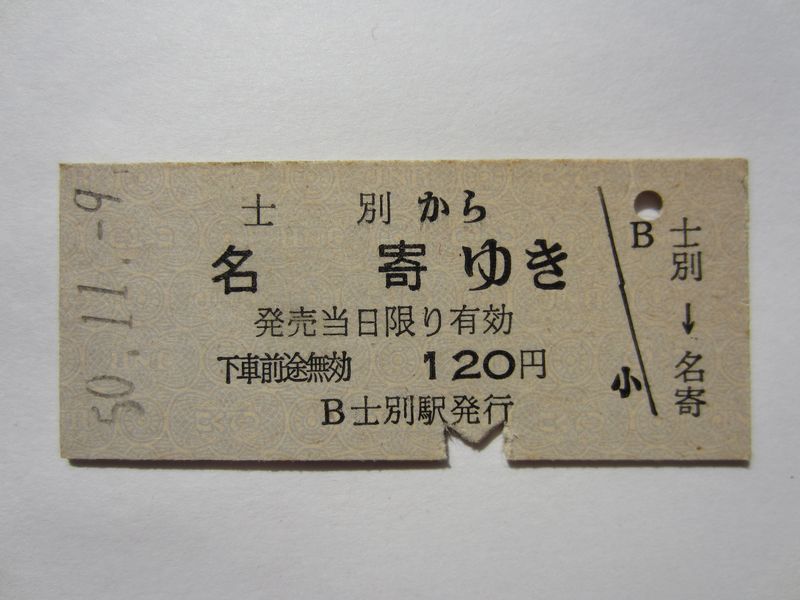 50.11.-9
士別から
名寄ゆき
発売当日限り有効
下車前途無効 120円
B士別駅発行
小
B
士別→名寄